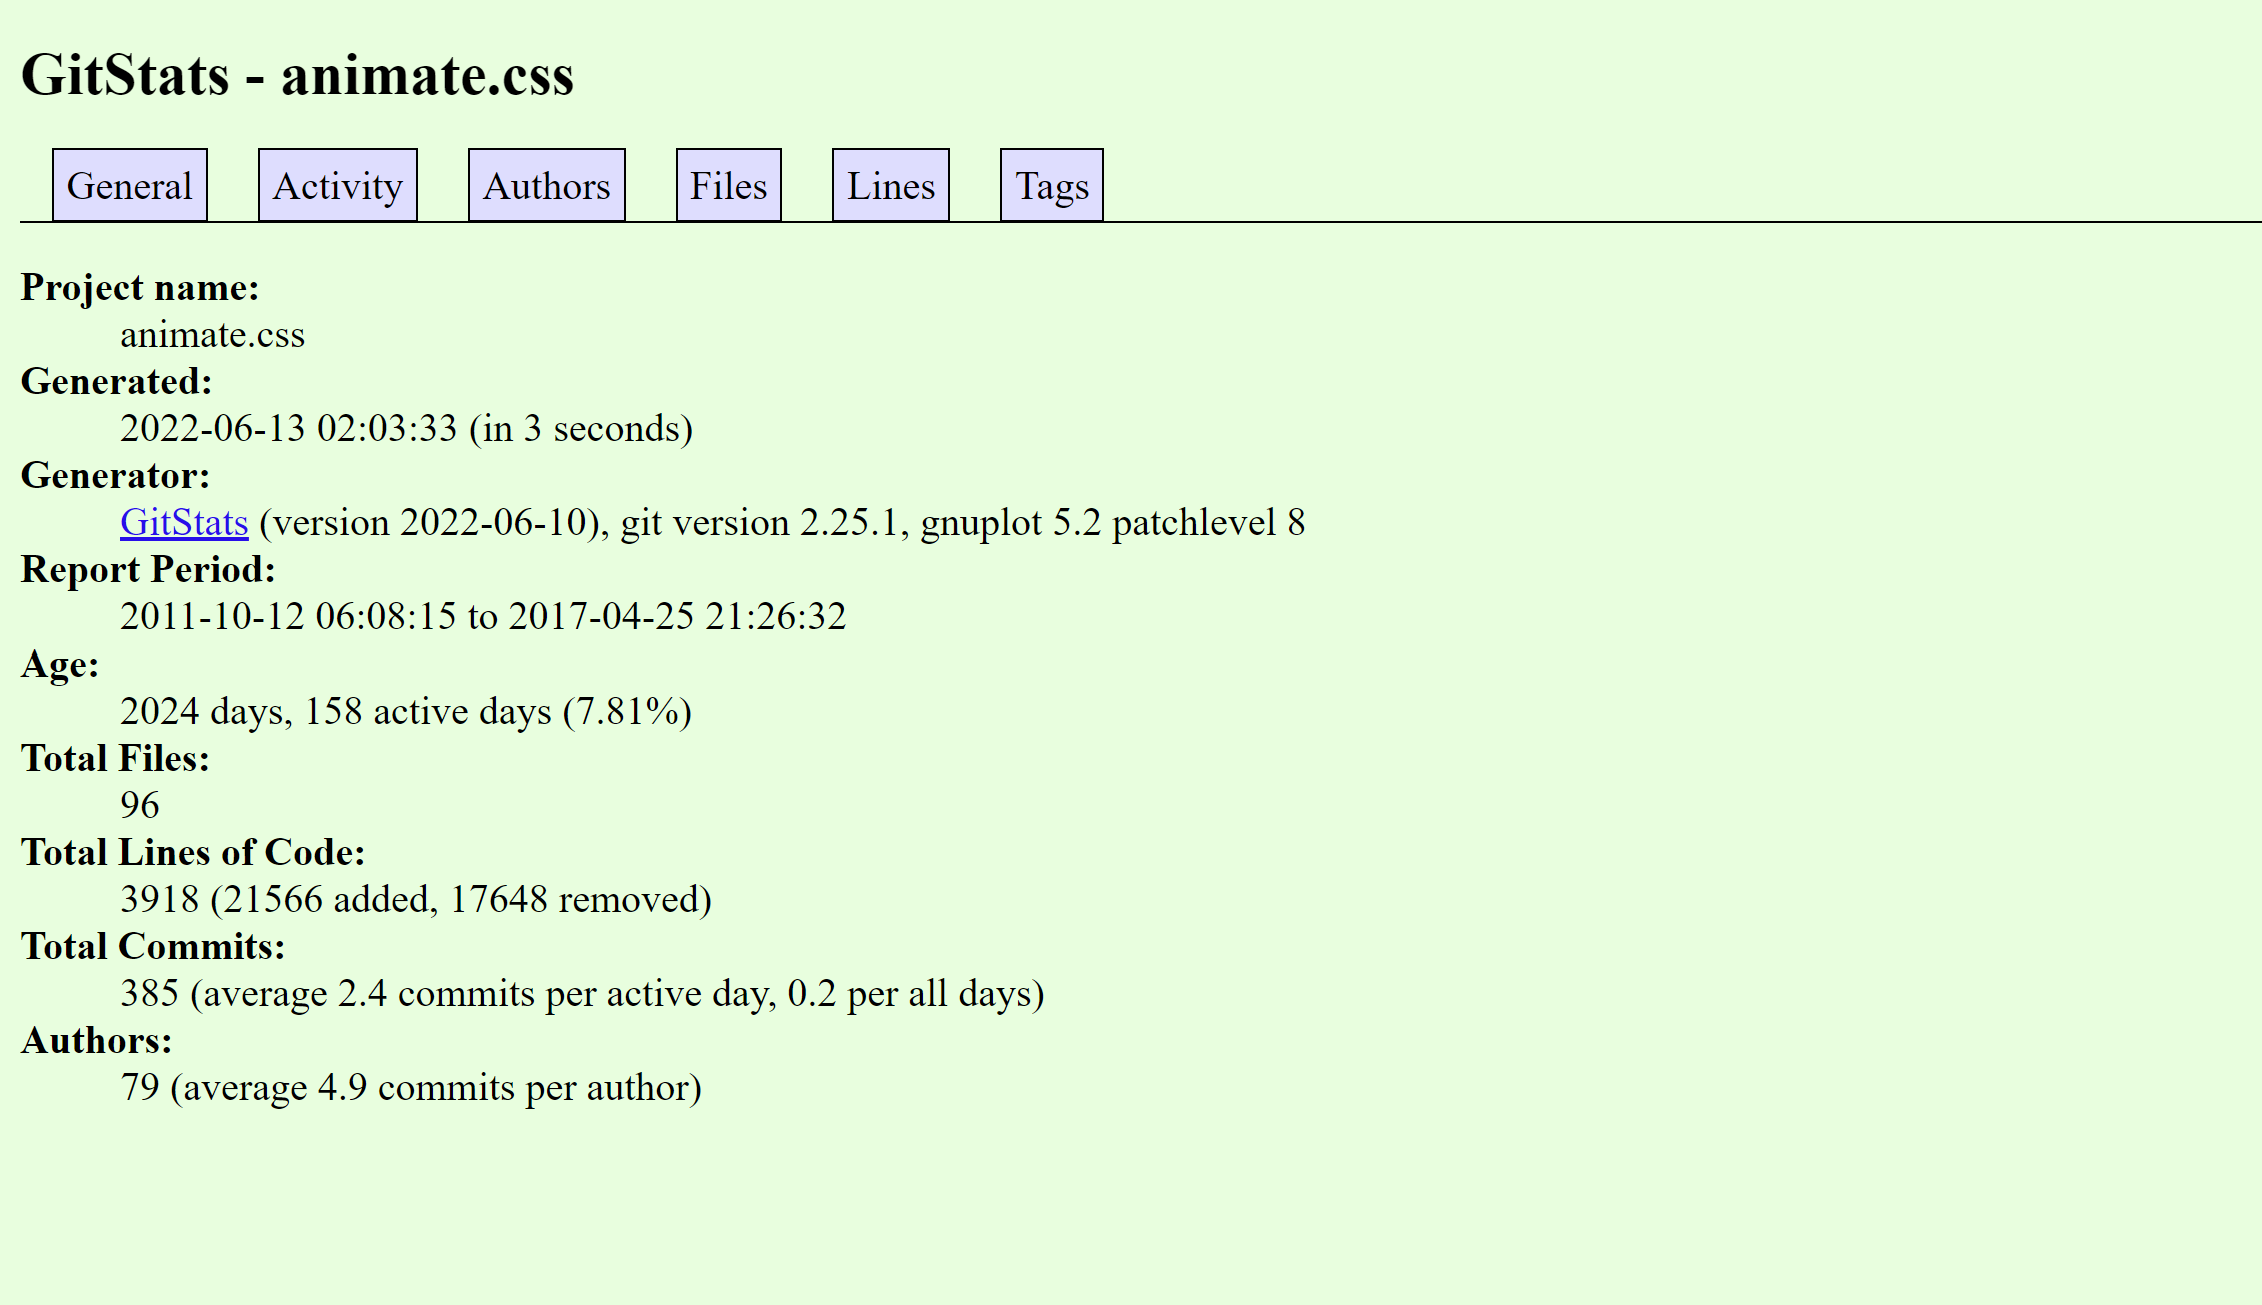 GitStats - animate.css
General Activity Authors Files Lines Tags
Project name:
animate.css
Generated:
2022-06-13 02:03:33 (in 3 seconds)
Generator:
GitStats (version 2022-06-10), git version 2.25.1, gnuplot 5.2 patchlevel 8
Report Period:
2011-10-12 06:08:15 to 2017-04-25 21:26:32
Age:
2024 days, 158 active days (7.81%)
Total Files:
96
Total Lines of Code:
3918 (21566 added, 17648 removed)
Total Commits:
385 (average 2.4 commits per active day, 0.2 per all days)
Authors:
79 (average 4.9 commits per author)